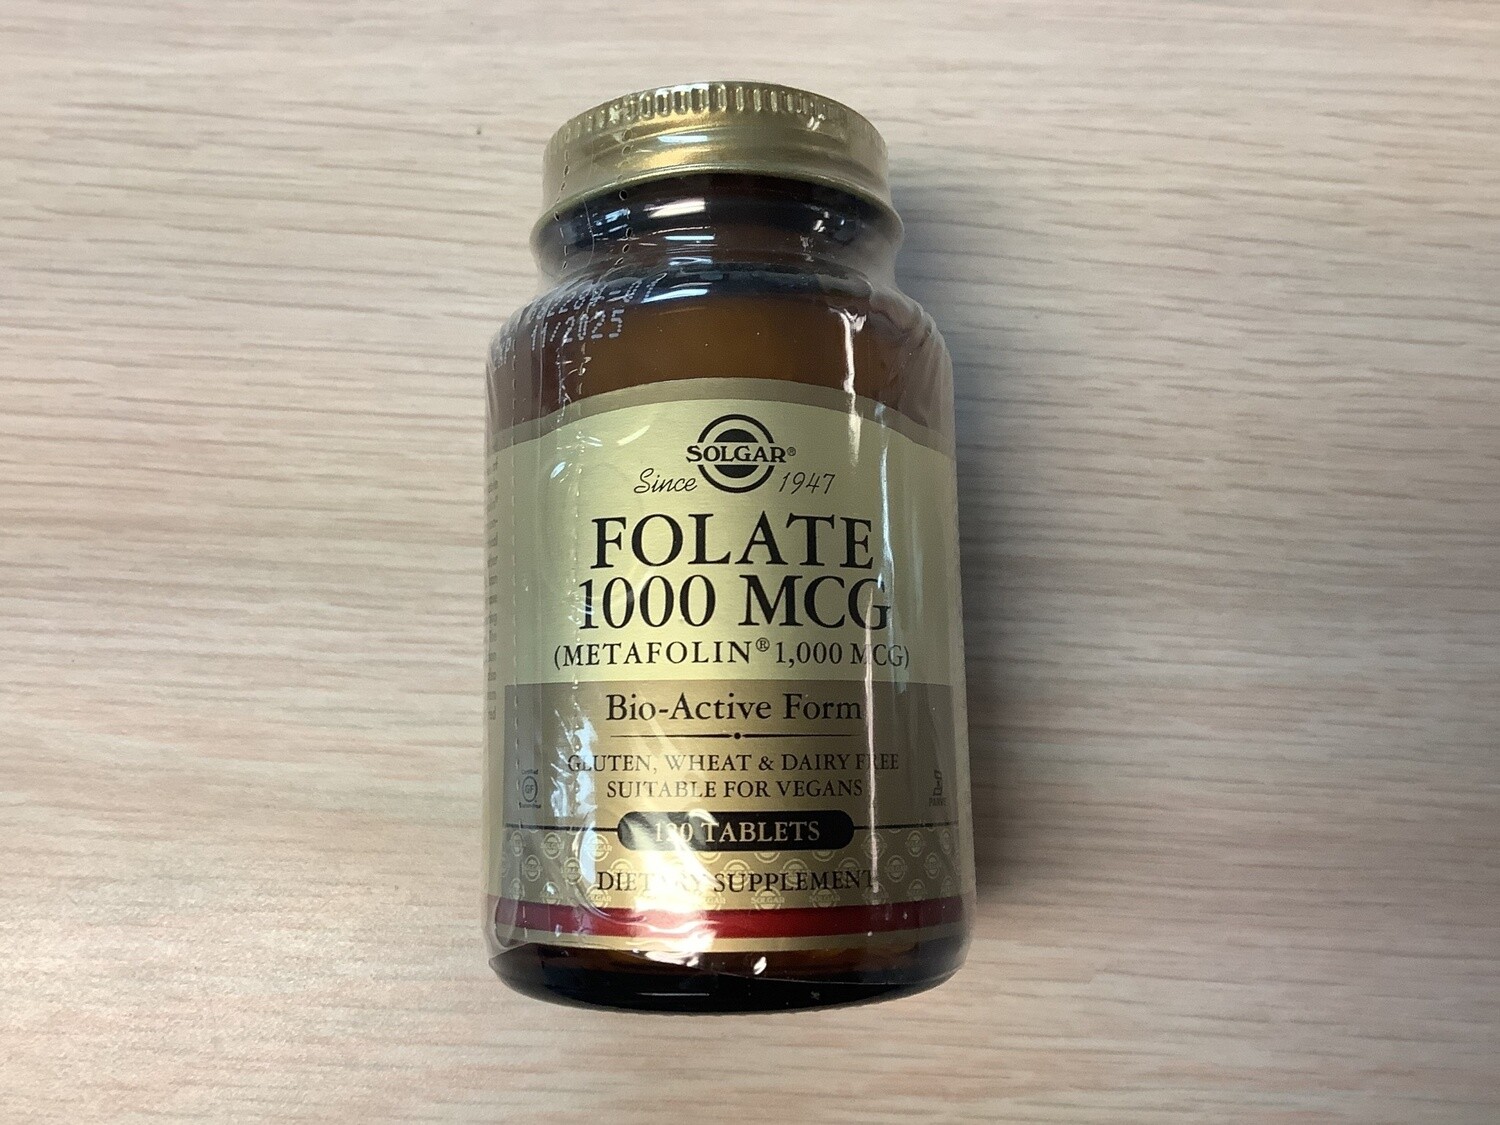 11/2025
SOLGAR®
Since 1947
FOLATE
1000 MCG
(METAFOLIN® 1,000 MCG)
Bio-Active Form
GLUTEN, WHEAT & DAIRY FREE
SUITABLE FOR VEGANS
TABLETS
DIETARY SUPPLEMENT